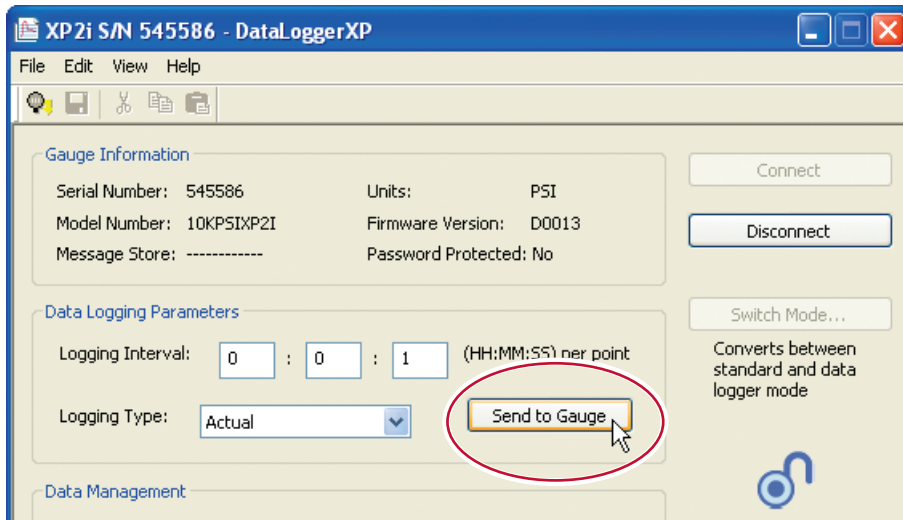 XP2i S/N 545586 - DataLoggerXP
File Edit View Help
Gauge Information
Serial Number: 545586 Units: PSI
Model Number: 10KPSIXP2I Firmware Version: D0013
Message Store: ------------ Password Protected: No
Connect
Disconnect
Data Logging Parameters
Logging Interval: 0 : 0 : 1 (HH:MM:SS) per point
Logging Type: Actual Send to Gauge
Switch Mode...
Converts between
standard and data
logger mode
Data Management